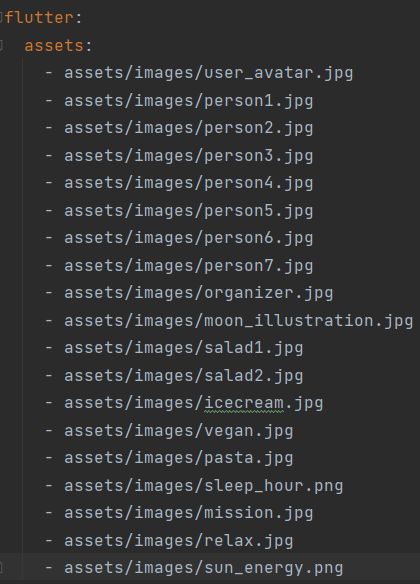 flutter:
assets:
- assets/images/user_avatar.jpg
- assets/images/person1.jpg
- assets/images/person2.jpg
- assets/images/person3.jpg
- assets/images/person4.jpg
- assets/images/person5.jpg
- assets/images/person6.jpg
- assets/images/person7.jpg
- assets/images/organizer.jpg
- assets/images/moon_illustration.jpg
- assets/images/salad1.jpg
- assets/images/salad2.jpg
- assets/images/icecream.jpg
- assets/images/vegan.jpg
- assets/images/pasta.jpg
- assets/images/sleep_hour.png
- assets/images/mission.jpg
- assets/images/relax.jpg
- assets/images/sun_energy.png